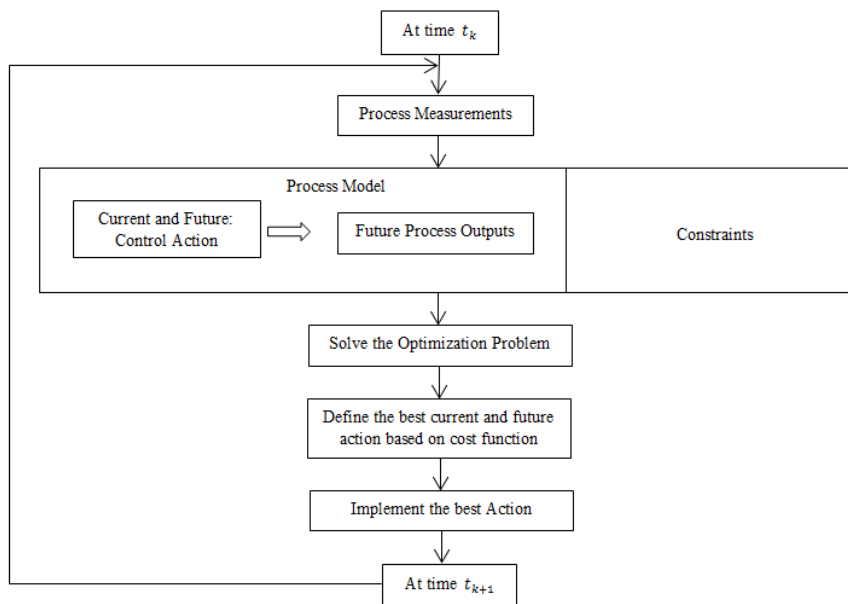 At time t_k
Process Measurements
Process Model
Current and Future:
Control Action
Future Process Outputs
Constraints
Solve the Optimization Problem
Define the best current and future
action based on cost function
Implement the best Action
At time t_{k+1}